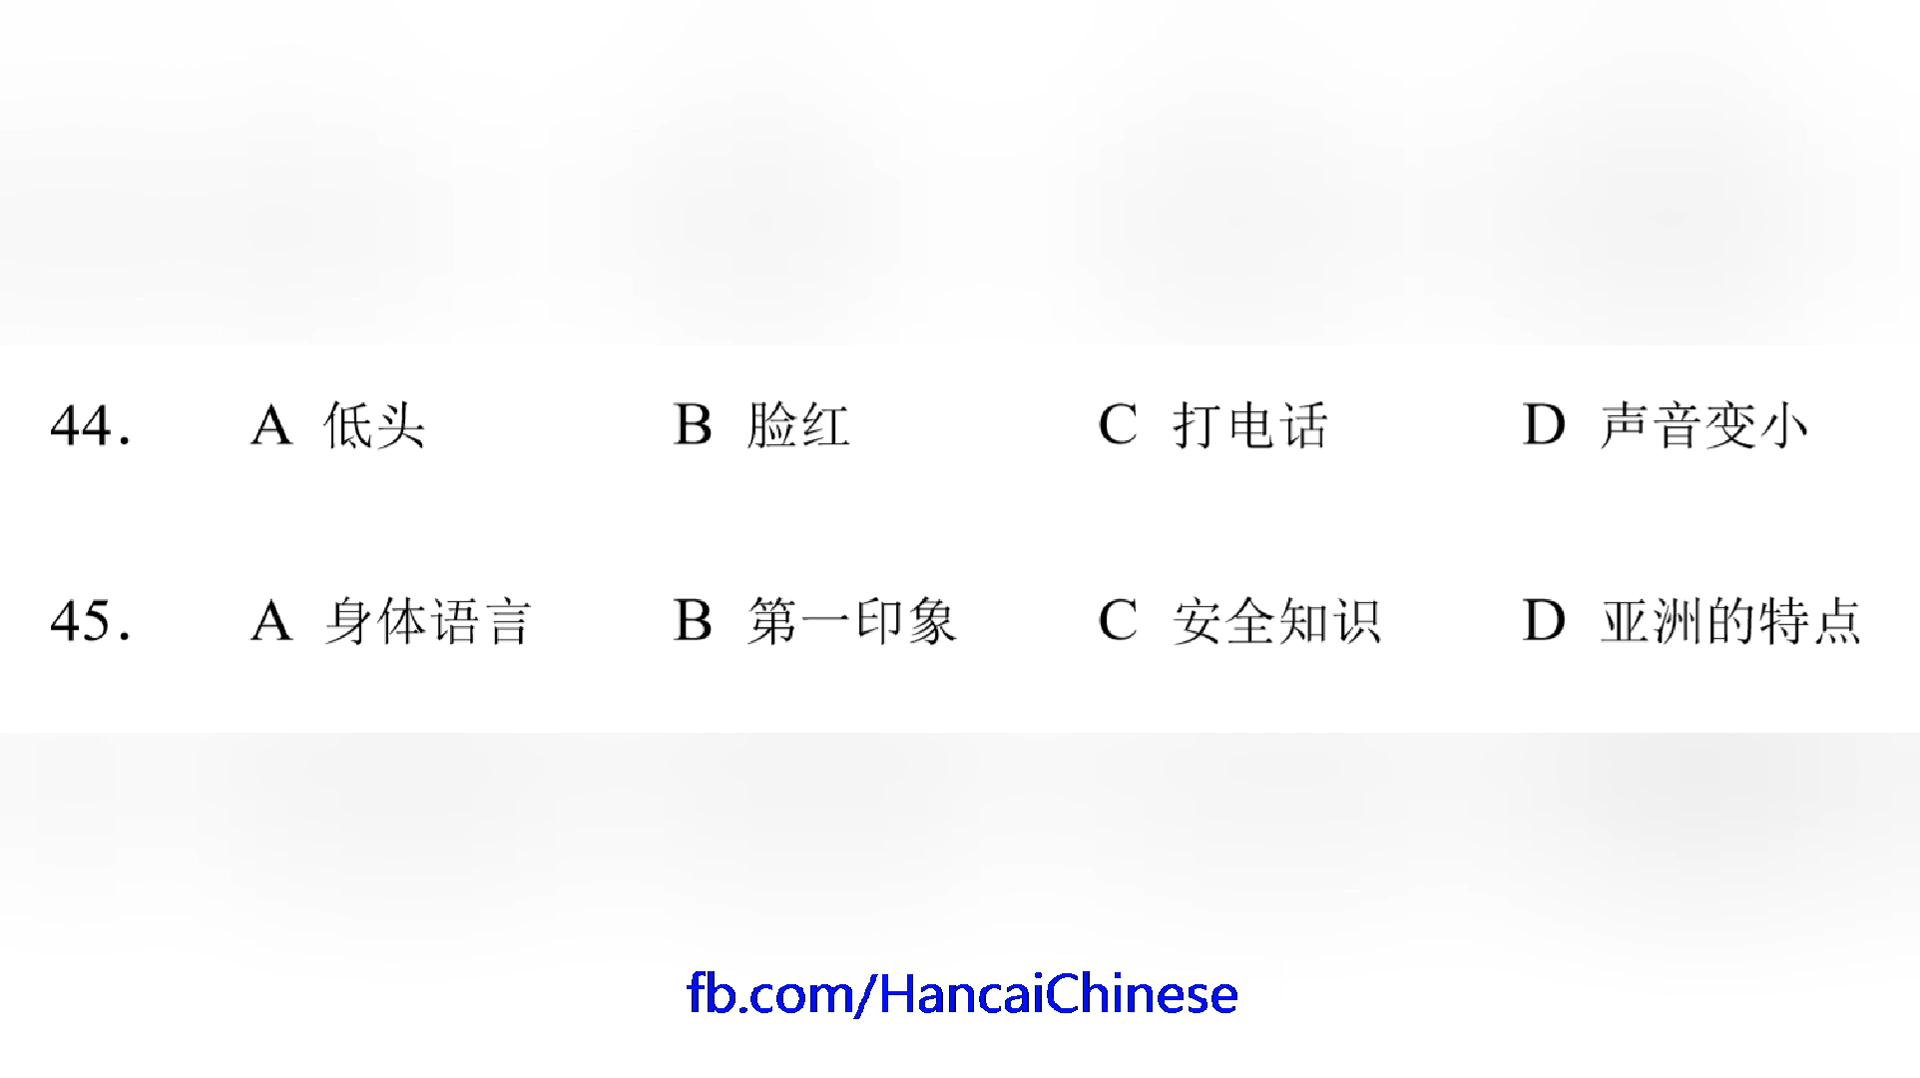 44. A 低头 B 脸红 C 打电话 D 声音变小
45. A 身体语言 B 第一印象 C 安全知识 D 亚洲的特点
fb.com/HancaiChinese